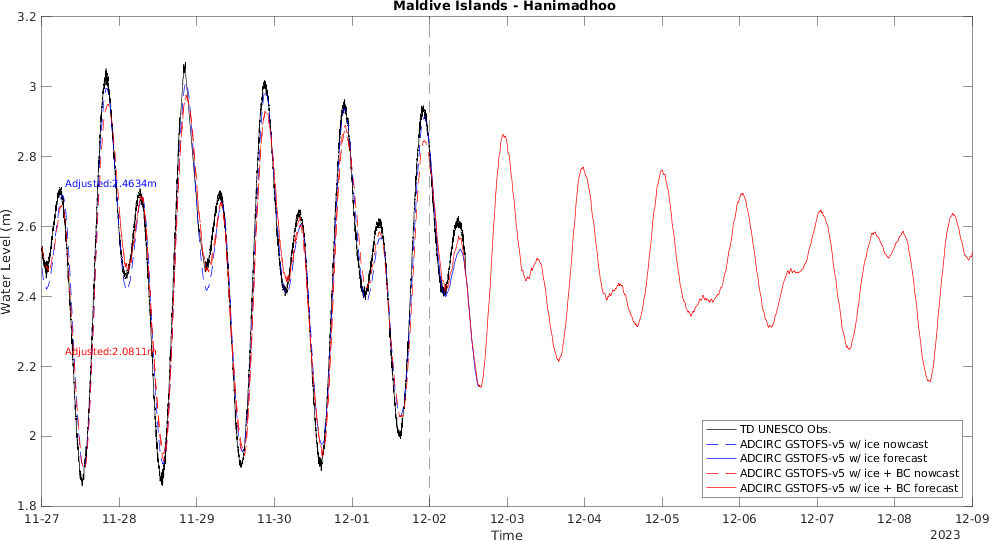 Maldive Islands - Hanimadhoo
Water Level (m)
3.2
3
2.8
2.6
2.4
2.2
2
1.8
Adjusted:2.4634m
Adjusted:2.0811m
TD UNESCO Obs.
ADCIRC GSTOFS-v5 w/ ice nowcast
ADCIRC GSTOFS-v5 w/ ice forecast
ADCIRC GSTOFS-v5 w/ ice + BC nowcast
ADCIRC GSTOFS-v5 w/ ice + BC forecast
11-27 11-28 11-29 11-30 12-01 12-02 12-03 12-04 12-05 12-06 12-07 12-08 12-09
Time
2023